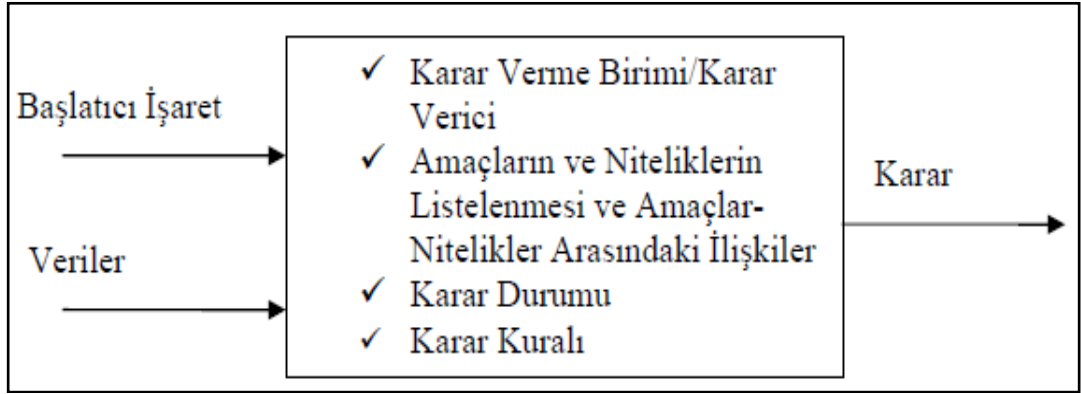 Başlatıcı İşaret
Veriler
✓ Karar Verme Birimi/Karar
Verici
✓ Amaçların ve Niteliklerin
Listelenmesi ve Amaçlar-
Nitelikler Arasındaki İlişkiler
✓ Karar Durumu
✓ Karar Kuralı
Karar